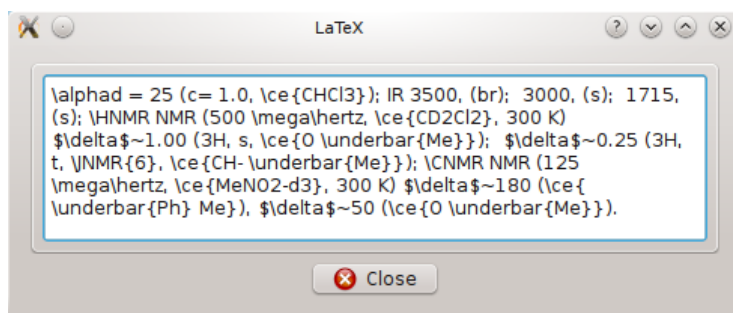 LaTeX
\alphad = 25 (c= 1.0, \ce{CHCl3}); IR 3500, (br);  3000, (s);  1715,
(s); \HNMR NMR (500 \mega\hertz, \ce{CD2Cl2}, 300 K)
$\delta$~1.00 (3H, s, \ce{O \underbar{Me}});  $\delta$~0.25 (3H,
t, \JNMR{6}, \ce{CH- \underbar{Me}}); \CNMR NMR (125
\mega\hertz, \ce{MeNO2-d3}, 300 K) $\delta$~180 (\ce{
\underbar{Ph} Me}), $\delta$~50 (\ce{O \underbar{Me}}).
Close